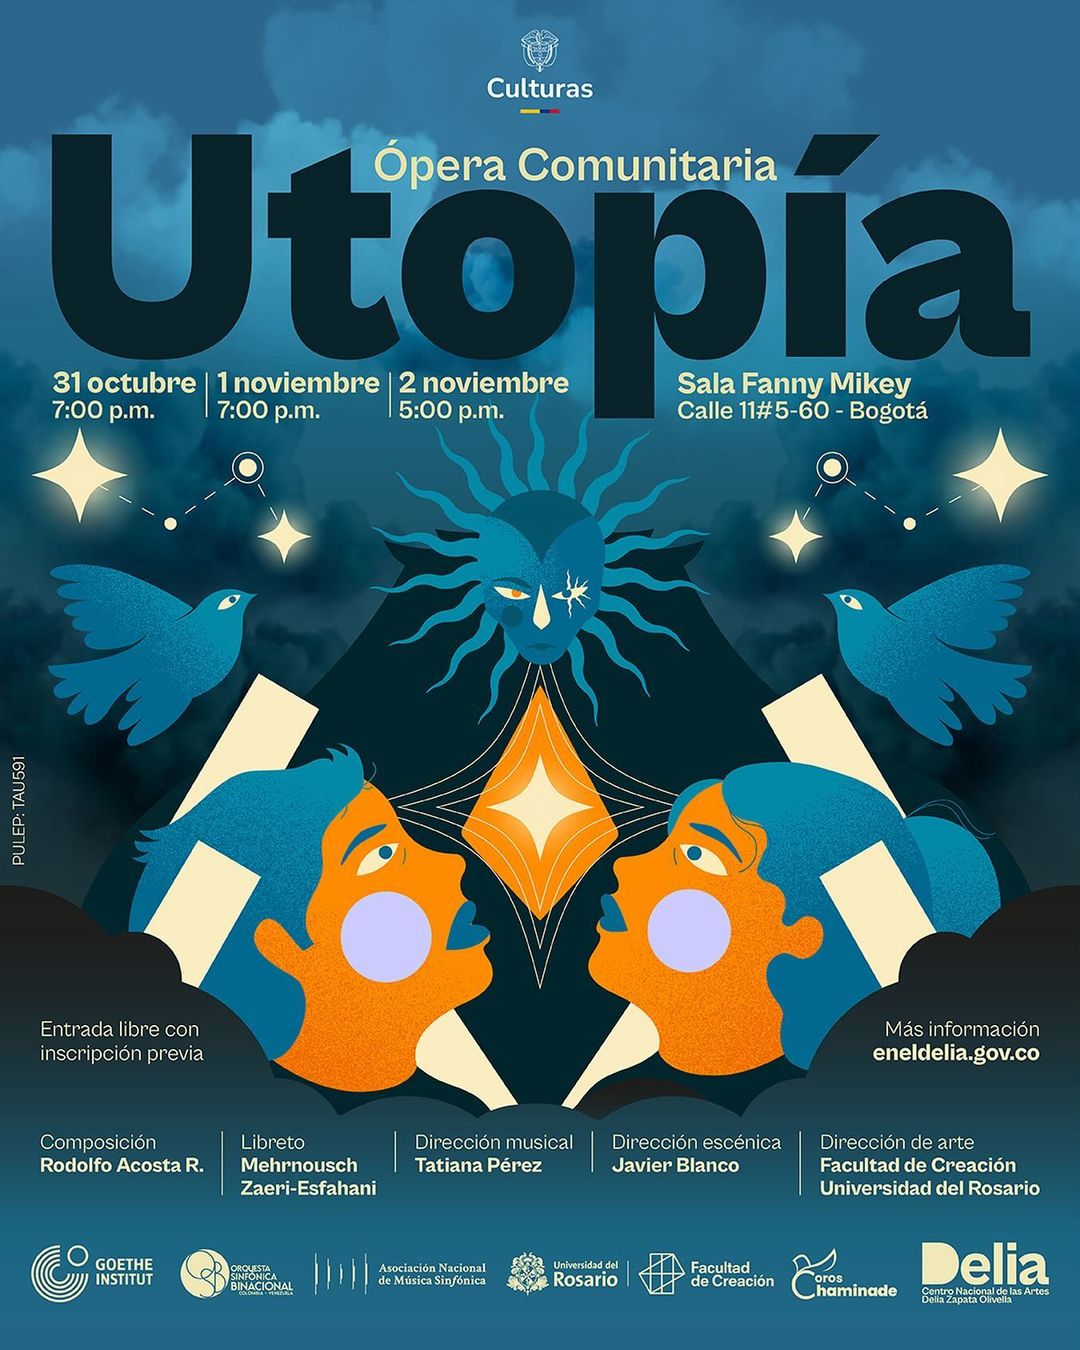 Culturas
Ópera Comunitaria
Utopía
31 octubre
7:00 p.m.
1 noviembre
7:00 p.m.
2 noviembre
5:00 p.m.
Sala Fanny Mikey
Calle 11#5-60 - Bogotá
PULEP: TAU591
Entrada libre con
inscripción previa
Más información
eneldelia.gov.co
Composición
Rodolfo Acosta R.
Libreto
Mehrnousch
Zaeri-Esfahani
Dirección musical
Tatiana Pérez
Dirección escénica
Javier Blanco
Dirección de arte
Facultad de Creación
Universidad del Rosario
GOETHE
INSTITUT
ORQUESTA
SINFÓNICA
BINACIONAL
COLOMBIA - VENEZUELA
Asociación Nacional
de Música Sinfónica
Universidad del
Rosario
Facultad
de Creación
Coros
Chaminade
Delia
Centro Nacional de las Artes
Delia Zapata Olivella